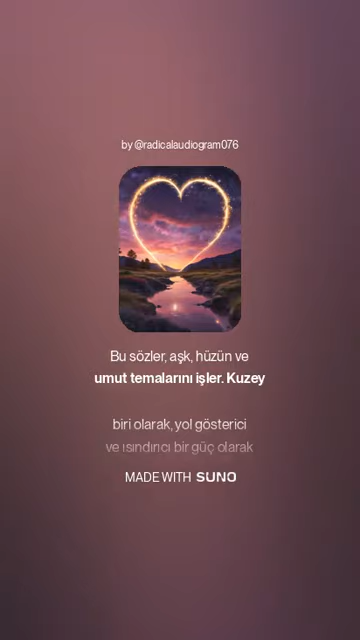 by @radicalaudiogram076
Bu sözler, aşk, hüzün ve
umut temalarını işler. Kuzey
biri olarak, yol gösterici
ve ısındırıcı bir güç olarak
MADE WITH SUNO